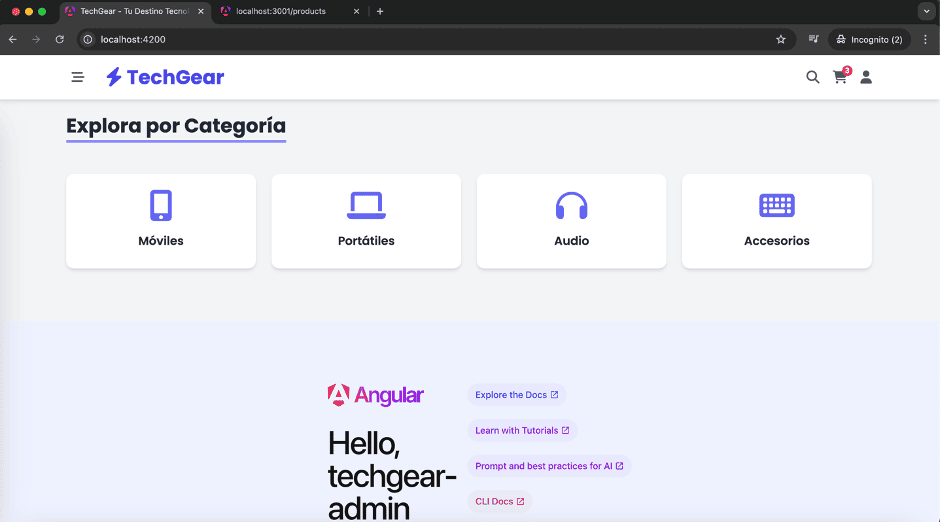 TechGear - Tu Destino Tecnol
localhost:3001/products
localhost:4200
Incognito (2)
TechGear
3
Explora por Categoría
Móviles
Portátiles
Audio
Accesorios
Angular
Hello,
techgear-
admin
Explore the Docs
Learn with Tutorials
Prompt and best practices for AI
CLI Docs